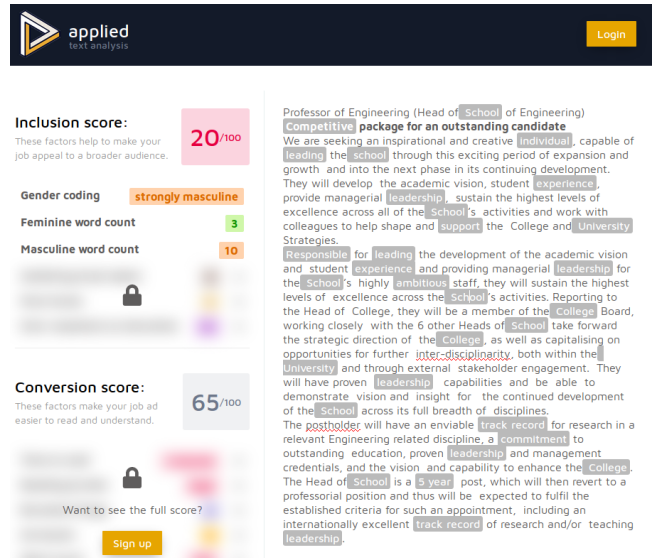 applied
text analysis
Login
Inclusion score:
These factors help to make your
job appeal to a broader audience.
20/100
Gender coding strongly masculine
Feminine word count 3
Masculine word count 10
Conversion score:
These factors make your job ad
easier to read and understand.
65/100
Want to see the full score?
Sign up
Professor of Engineering (Head of School of Engineering)
Competitive package for an outstanding candidate
We are seeking an inspirational and creative individual, capable of
leading the school through this exciting period of expansion and
growth and into the next phase in its continuing development.
They will develop the academic vision, student experience,
provide managerial leadership, sustain the highest levels of
excellence across all of the School's activities and work with
colleagues to help shape and support the College and University
Strategies.
Responsible for leading the development of the academic vision
and student experience and providing managerial leadership for
the School's highly ambitious staff, they will sustain the highest
levels of excellence across the School's activities. Reporting to
the Head of College, they will be a member of the College Board,
working closely with the 6 other Heads of School take forward
the strategic direction of the College, as well as capitalising on
opportunities for further inter-disciplinarity, both within the
University and through external stakeholder engagement. They
will have proven leadership capabilities and be able to
demonstrate vision and insight for the continued development
of the School across its full breadth of disciplines.
The postholder will have an enviable track record for research in a
relevant Engineering related discipline, a commitment to
outstanding education, proven leadership and management
credentials, and the vision and capability to enhance the College.
The Head of School is a 5 year post, which will then revert to a
professorial position and thus will be expected to fulfil the
established criteria for such an appointment, including an
internationally excellent track record of research and/or teaching
leadership.